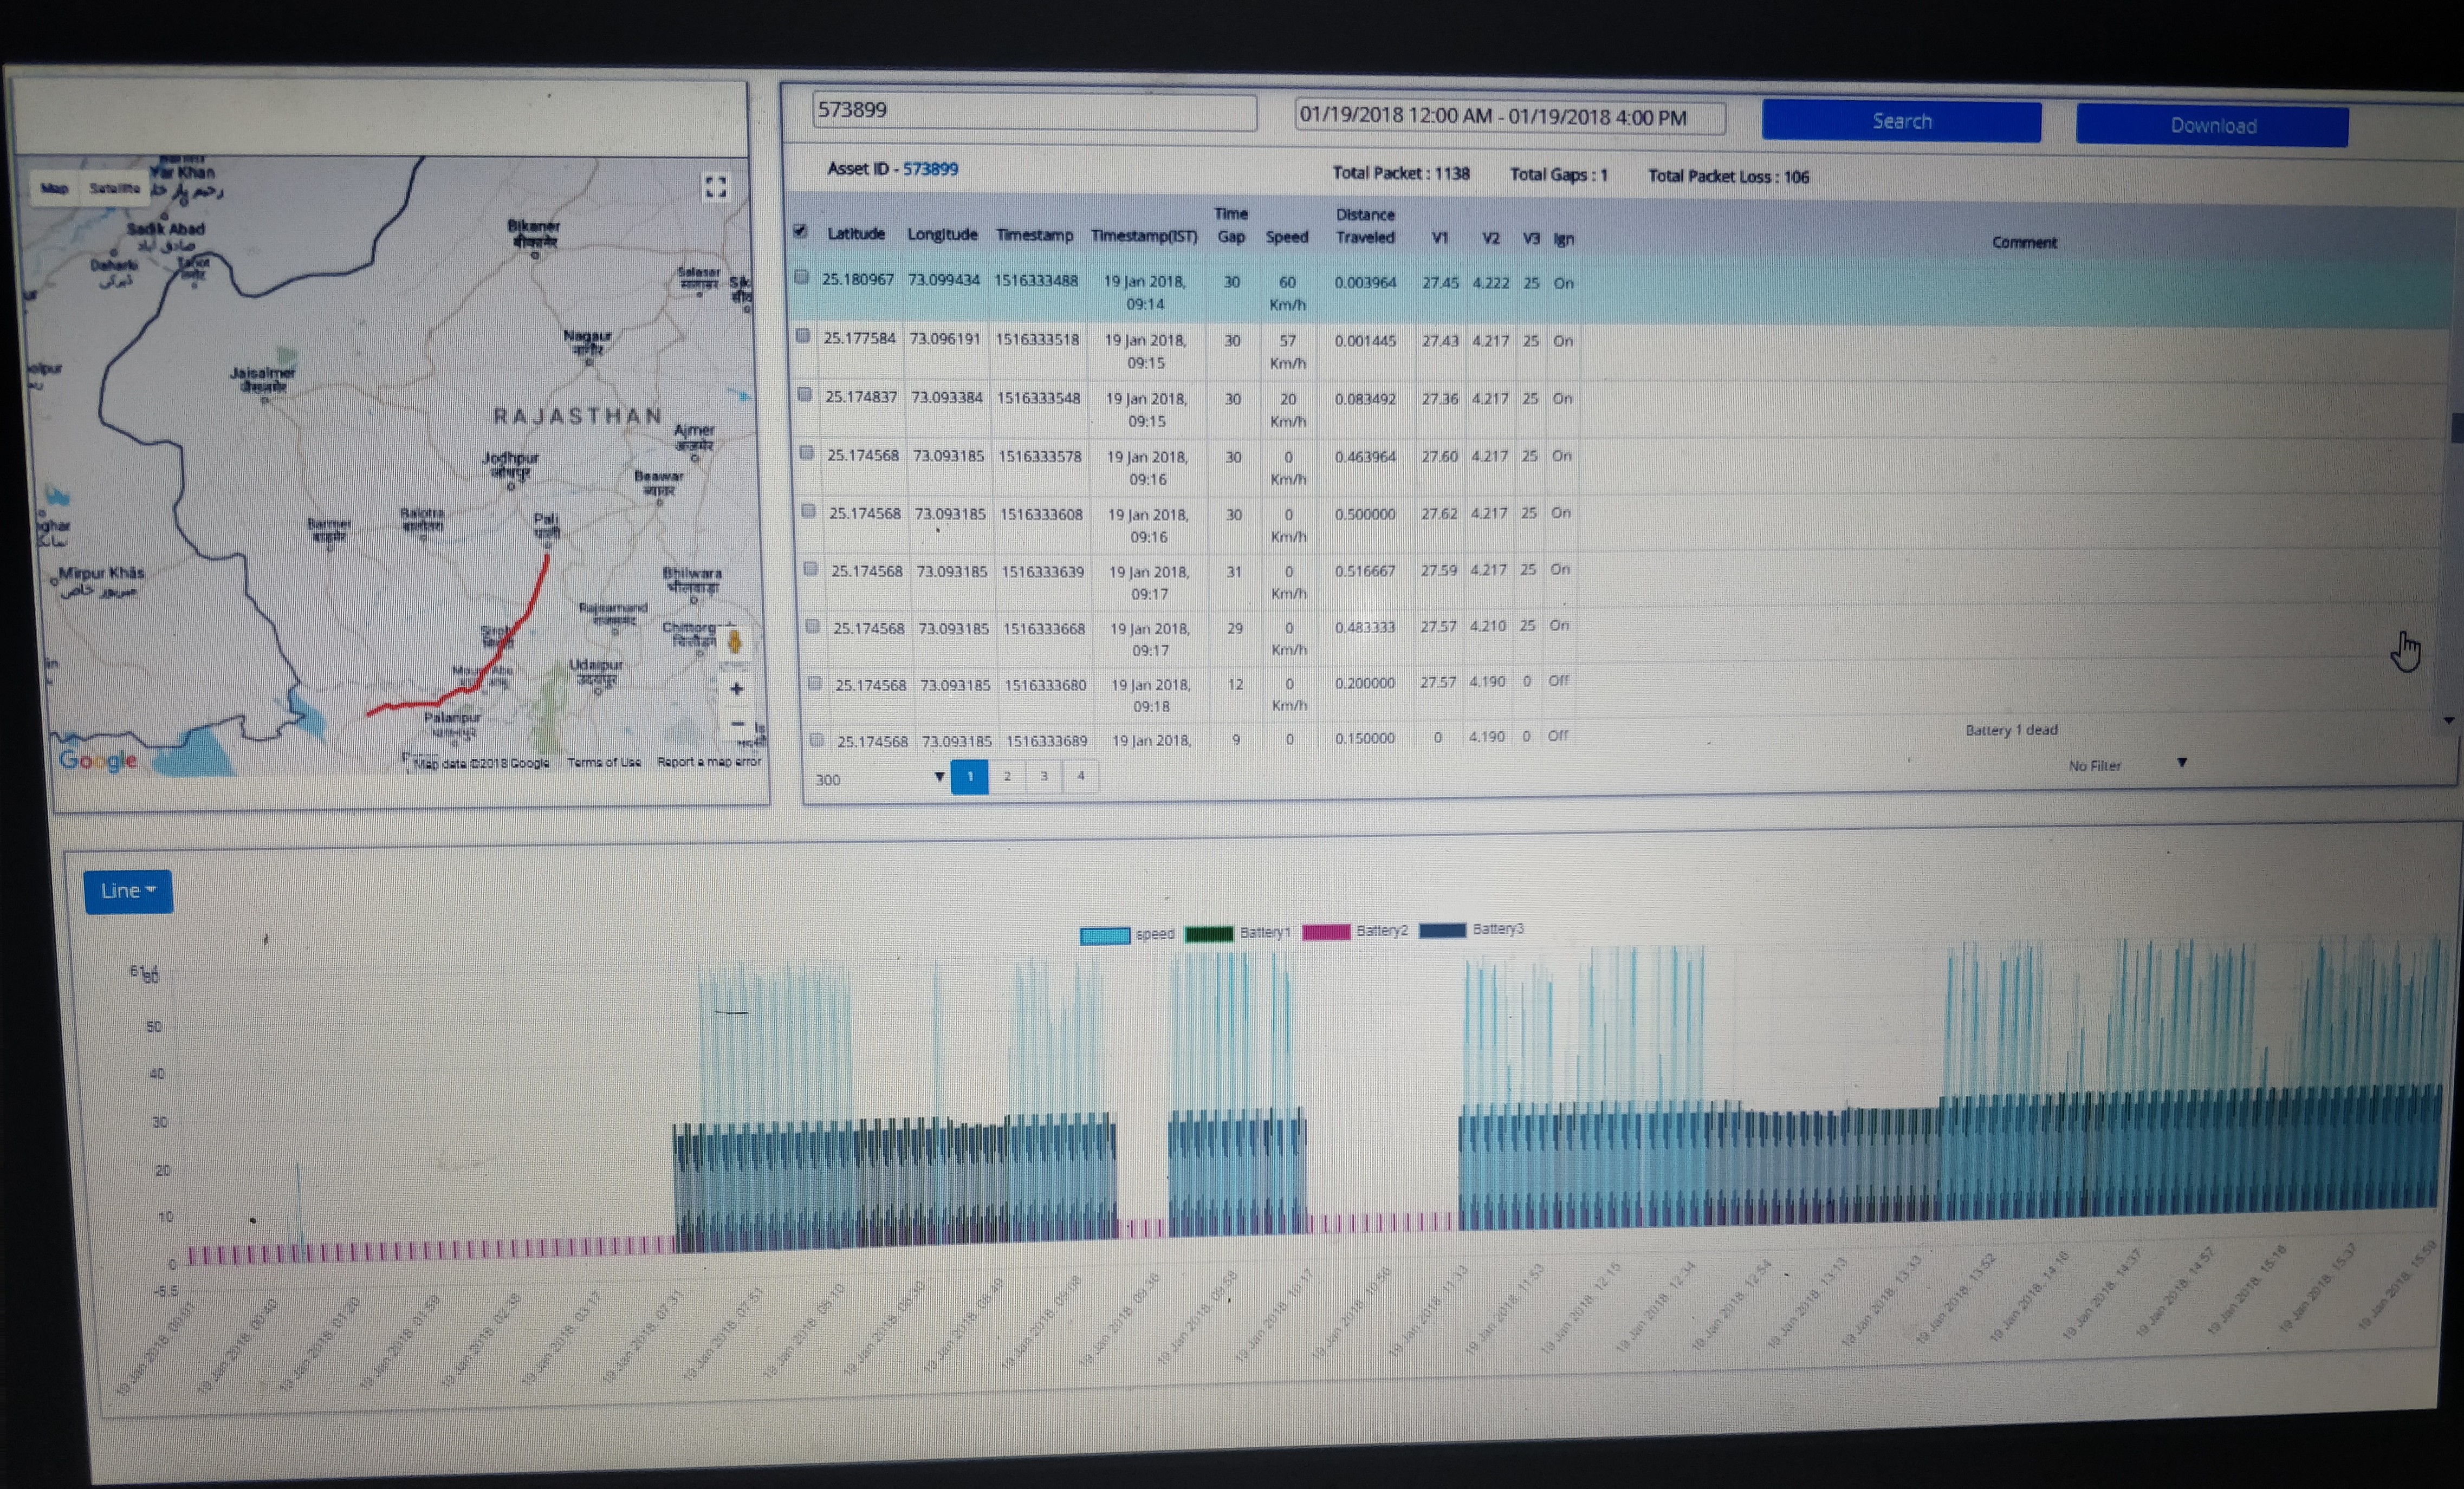 573899
01/19/2018 12:00 AM - 01/19/2018 4:00 PM
Search
Download
Asset ID - 573899
Total Packet : 1138
Total Gaps : 1
Total Packet Loss : 106
Latitude Longitude Timestamp Timestamp(IST) Time Gap Speed Distance Traveled V1 V2 V3 Ign Comment
25.180967 73.099434 1516333488 19 Jan 2018, 09:14 30 60 Km/h 0.003964 27.45 4.222 25 On
25.177584 73.096191 1516333518 19 Jan 2018, 09:15 30 57 Km/h 0.001445 27.43 4.217 25 On
25.174837 73.093384 1516333548 19 Jan 2018, 09:15 30 20 Km/h 0.083492 27.36 4.217 25 On
25.174568 73.093185 1516333578 19 Jan 2018, 09:16 30 0 Km/h 0.463964 27.60 4.217 25 On
25.174568 73.093185 1516333608 19 Jan 2018, 09:16 30 0 Km/h 0.500000 27.62 4.217 25 On
25.174568 73.093185 1516333639 19 Jan 2018, 09:17 31 0 Km/h 0.516667 27.59 4.217 25 On
25.174568 73.093185 1516333668 19 Jan 2018, 09:17 29 0 Km/h 0.483333 27.57 4.210 25 On
25.174568 73.093185 1516333680 19 Jan 2018, 09:18 12 0 Km/h 0.200000 27.57 4.190 0 Off
25.174568 73.093185 1516333689 19 Jan 2018, 9 0 0.150000 0 4.190 0 Off Battery 1 dead
300
1 2 3 4
No Filter
Map Satellite
Yar Khan
Sadik Abad
صادق آباد
Daharki
Bikaner
बीकानेर
Salasar
Nagaur
नागौर
Jaisalmer
जैसलमेर
RAJASTHAN
Ajmer
अजमेर
Jodhpur
जोधपुर
Beawar
ब्यावर
Barmer
बाड़मेर
Balotra
बालोतरा
Pali
पाली
Mirpur Khās
میرپور خاص
Bhilwara
भीलवाड़ा
Rajsamand
राजसमंद
Udaipur
उदयपुर
Palanpur
Google
Map data ©2018 Google
Terms of Use
Report a map error
Line
speed Battery1 Battery2 Battery3
50
40
30
20
10
0
-5.5
19 Jan 2018, 00:01
19 Jan 2018, 00:40
19 Jan 2018, 01:20
19 Jan 2018, 01:59
19 Jan 2018, 02:38
19 Jan 2018, 03:17
19 Jan 2018, 07:31
19 Jan 2018, 07:51
19 Jan 2018, 08:10
19 Jan 2018, 08:30
19 Jan 2018, 08:49
19 Jan 2018, 09:08
19 Jan 2018, 09:36
19 Jan 2018, 09:58
19 Jan 2018, 10:17
19 Jan 2018, 10:56
19 Jan 2018, 11:33
19 Jan 2018, 11:53
19 Jan 2018, 12:15
19 Jan 2018, 12:34
19 Jan 2018, 12:54
19 Jan 2018, 13:13
19 Jan 2018, 13:33
19 Jan 2018, 13:52
19 Jan 2018, 14:16
19 Jan 2018, 14:37
19 Jan 2018, 14:57
19 Jan 2018, 15:16
19 Jan 2018, 15:37
19 Jan 2018, 15:59